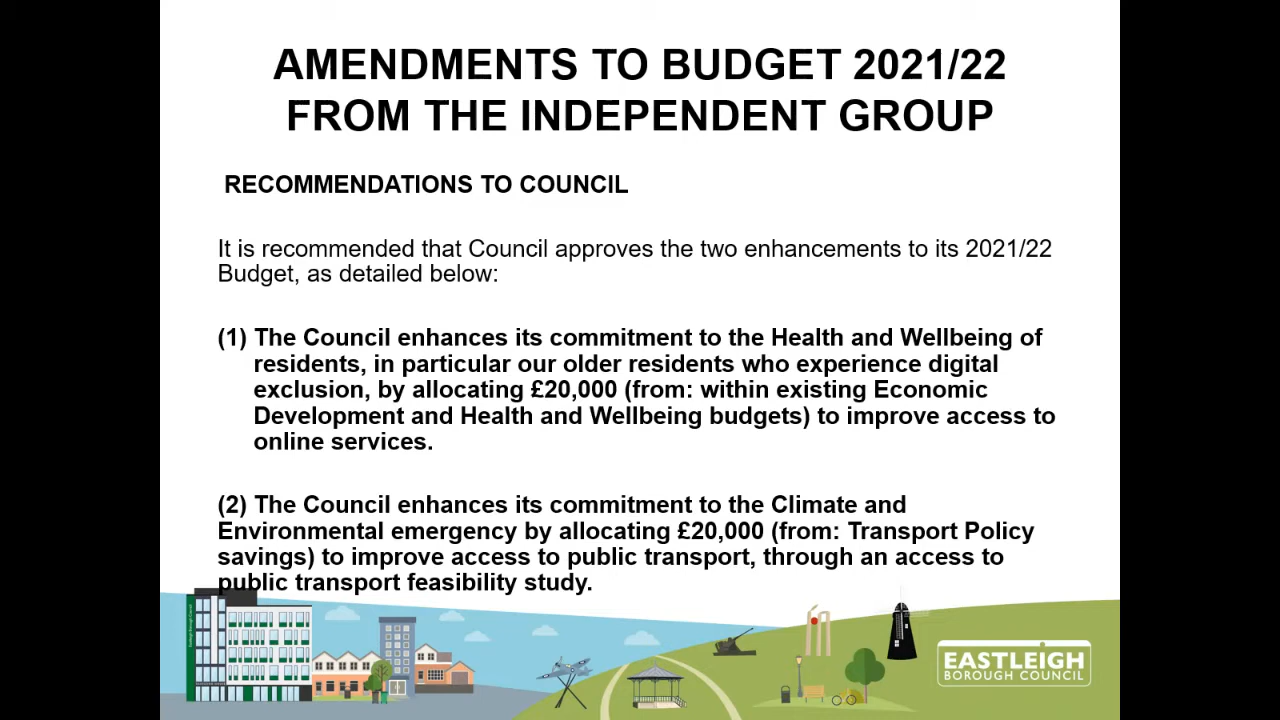 AMENDMENTS TO BUDGET 2021/22
FROM THE INDEPENDENT GROUP
RECOMMENDATIONS TO COUNCIL
It is recommended that Council approves the two enhancements to its 2021/22
Budget, as detailed below:
(1) The Council enhances its commitment to the Health and Wellbeing of
residents, in particular our older residents who experience digital
exclusion, by allocating £20,000 (from: within existing Economic
Development and Health and Wellbeing budgets) to improve access to
online services.
(2) The Council enhances its commitment to the Climate and
Environmental emergency by allocating £20,000 (from: Transport Policy
savings) to improve access to public transport, through an access to
public transport feasibility study.
EASTLEIGH
BOROUGH COUNCIL